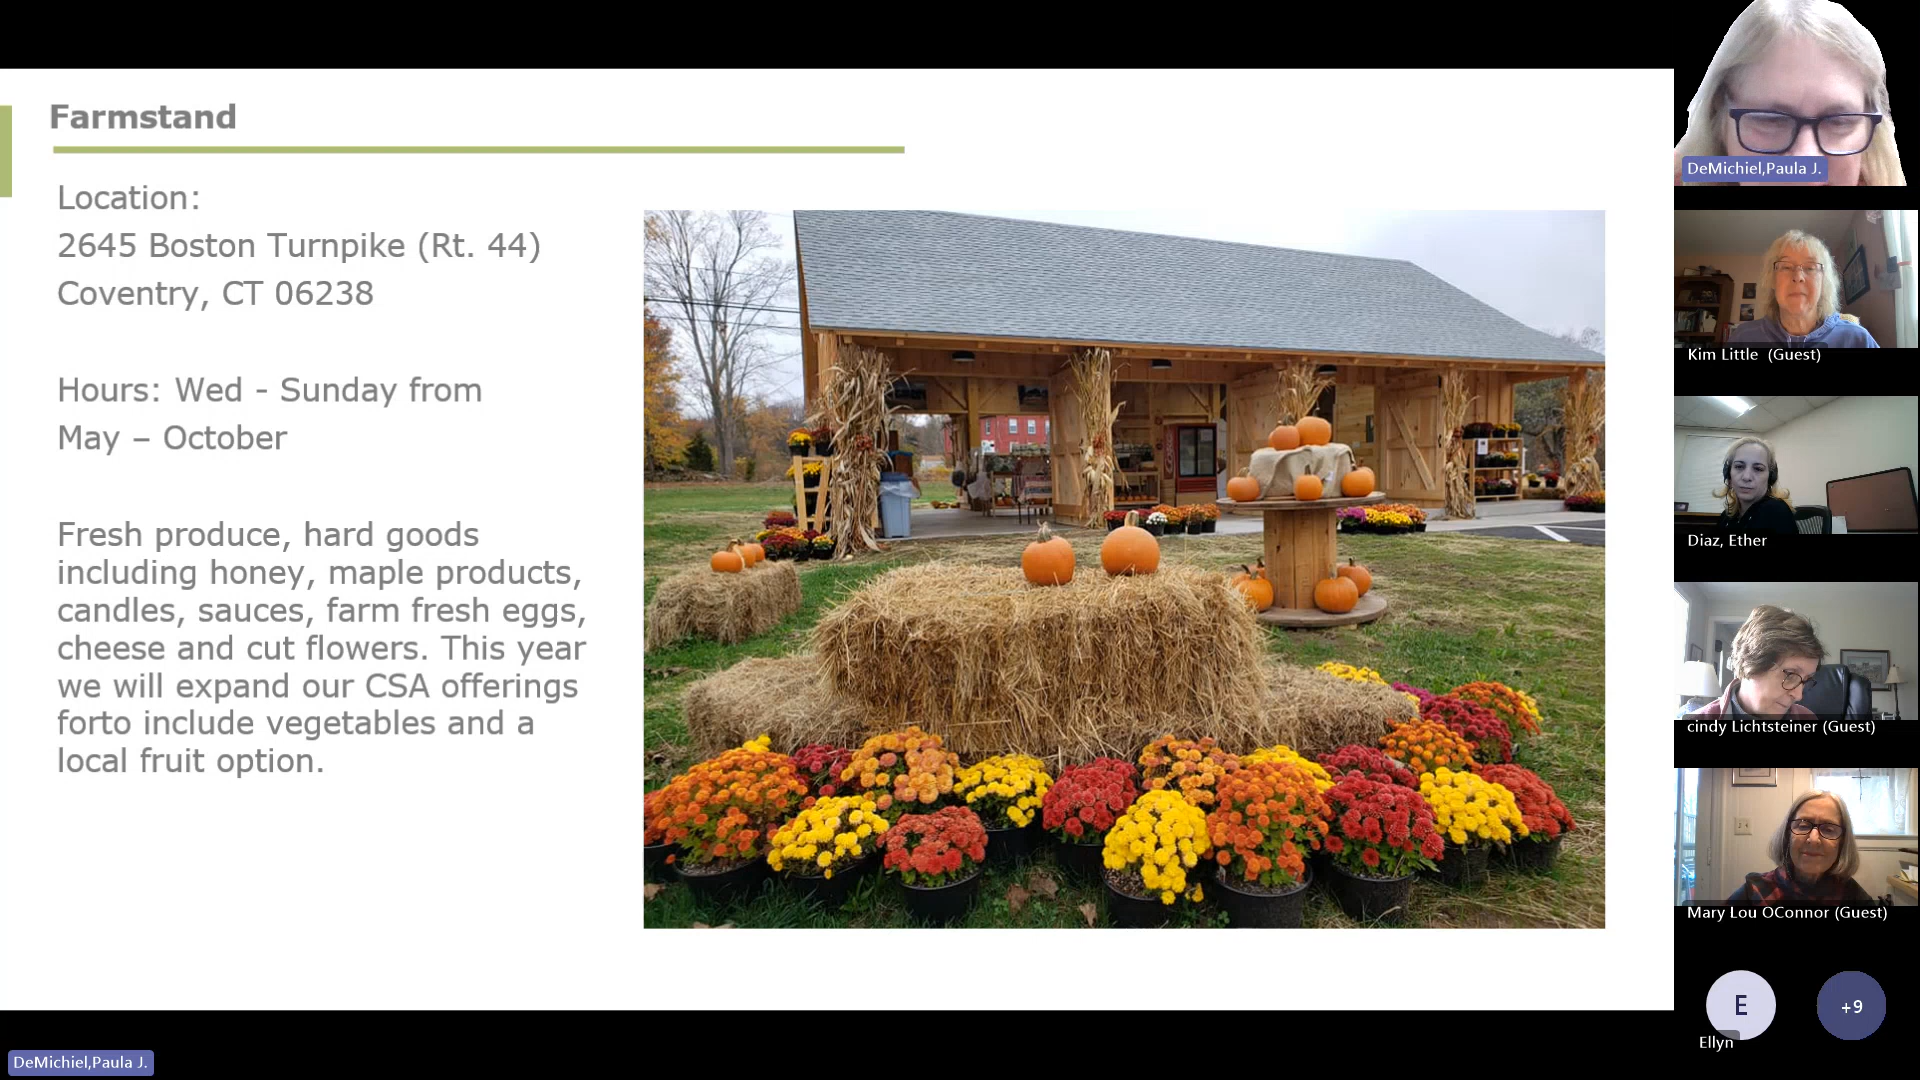 Farmstand
Location:
2645 Boston Turnpike (Rt. 44)
Coventry, CT 06238
Hours: Wed - Sunday from
May – October
Fresh produce, hard goods
including honey, maple products,
candles, sauces, farm fresh eggs,
cheese and cut flowers. This year
we will expand our CSA offerings
forto include vegetables and a
local fruit option.
DeMichiel,Paula J.
Kim Little (Guest)
Diaz, Ether
cindy Lichtsteiner (Guest)
Mary Lou OConnor (Guest)
E
+9
Ellyn
DeMichiel,Paula J.